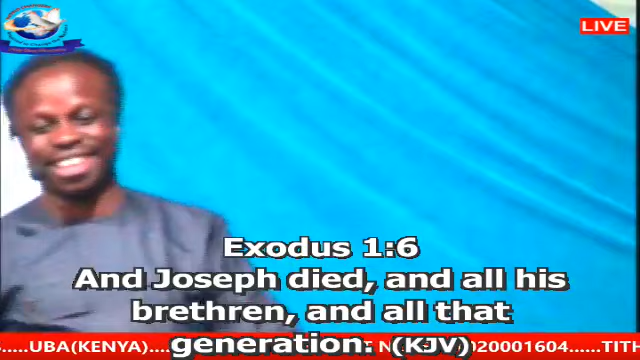 LIVE
Exodus 1:6
And Joseph died, and all his
brethren, and all that
generation. (KJV)
.....UBA(KENYA)....
020001604......TITH